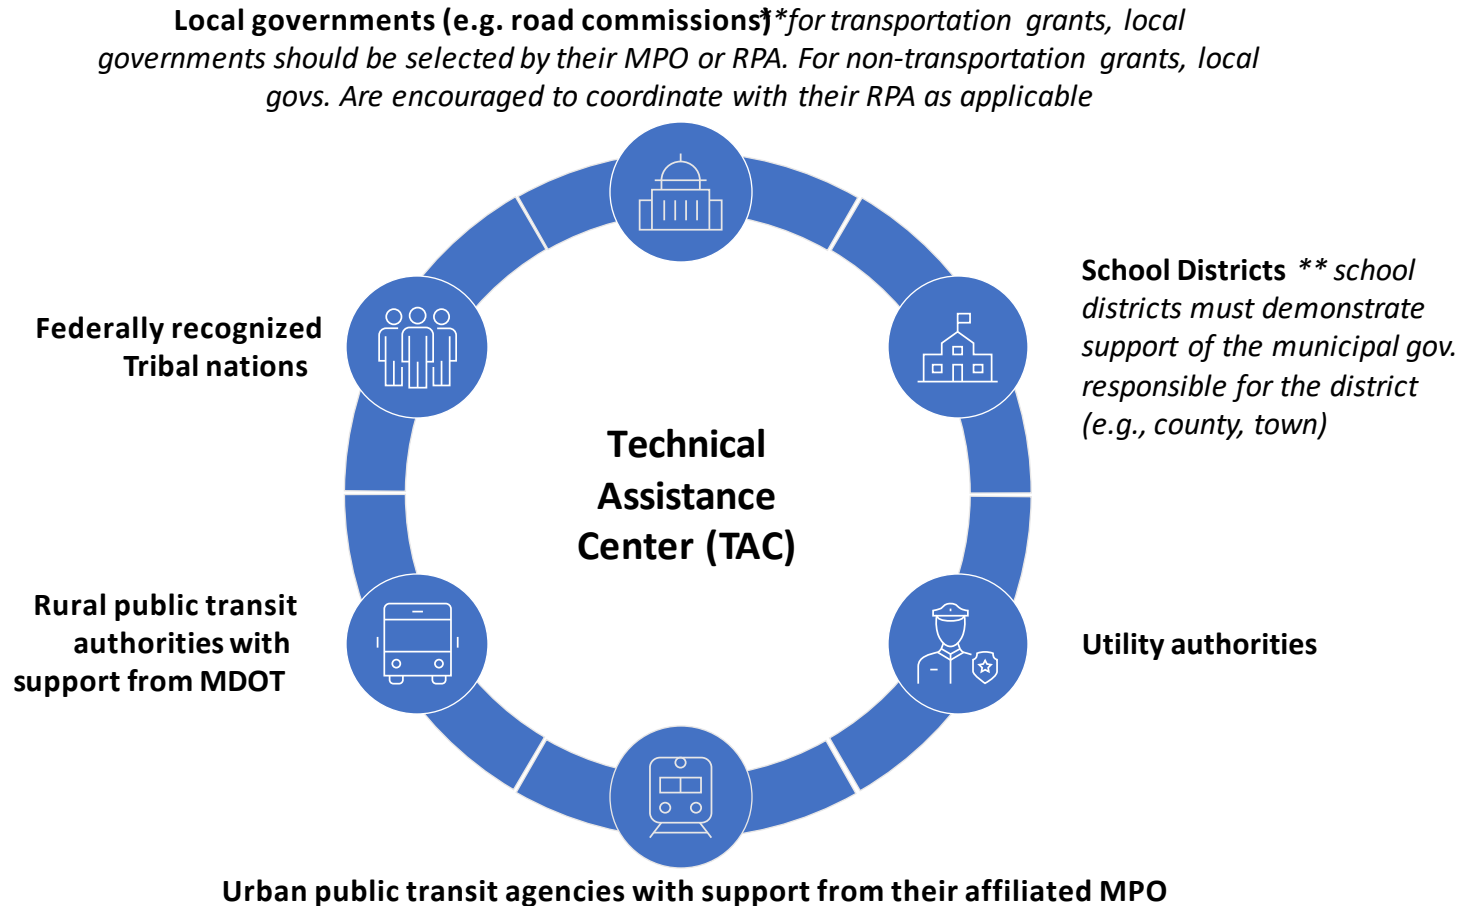 Local governments (e.g. road commissions) **for transportation grants, local
governments should be selected by their MPO or RPA. For non-transportation grants, local
govs. Are encouraged to coordinate with their RPA as applicable
School Districts ** school
districts must demonstrate
support of the municipal gov.
responsible for the district
(e.g., county, town)
Federally recognized
Tribal nations
Technical
Assistance
Center (TAC)
Rural public transit
authorities with
support from MDOT
Utility authorities
Urban public transit agencies with support from their affiliated MPO